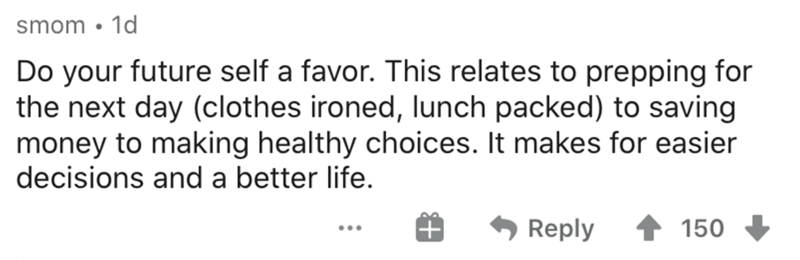 smom • 1d
Do your future self a favor. This relates to prepping for
the next day (clothes ironed, lunch packed) to saving
money to making healthy choices. It makes for easier
decisions and a better life.
... Reply 150